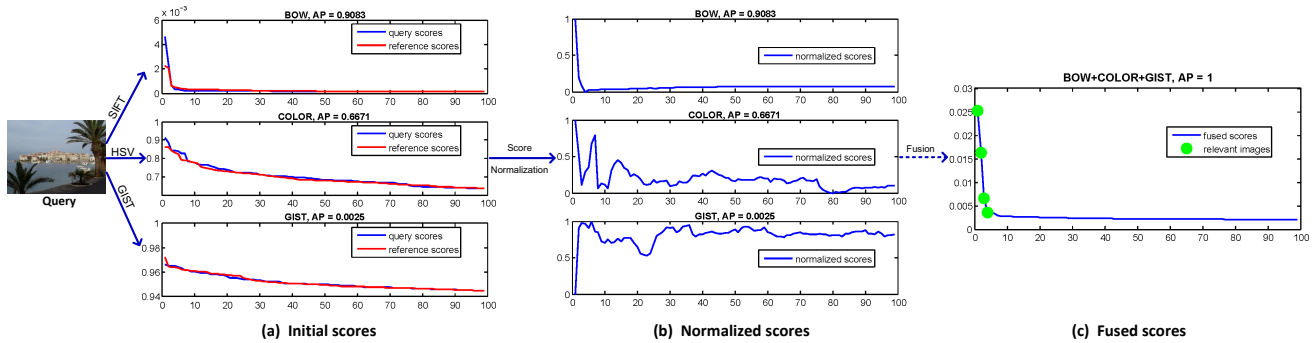 BOW, AP = 0.9083
x 10⁻³
6
4
2
0
query scores
reference scores
0 10 20 30 40 50 60 70 80 90 100
SIFT
HSV
GIST
Query
COLOR, AP = 0.6671
1
0.9
0.8
0.7
query scores
reference scores
0 10 20 30 40 50 60 70 80 90 100
GIST, AP = 0.0025
1
0.98
0.96
0.94
query scores
reference scores
0 10 20 30 40 50 60 70 80 90 100
(a) Initial scores
Score
Normalization
BOW, AP = 0.9083
1
0.5
0
normalized scores
0 10 20 30 40 50 60 70 80 90 100
COLOR, AP = 0.6671
1
0.5
0
normalized scores
0 10 20 30 40 50 60 70 80 90 100
GIST, AP = 0.0025
1
0.5
0
normalized scores
0 10 20 30 40 50 60 70 80 90 100
(b) Normalized scores
Fusion
BOW+COLOR+GIST, AP = 1
0.03
0.025
0.02
0.015
0.01
0.005
0
fused scores
relevant images
0 10 20 30 40 50 60 70 80 90 100
(c) Fused scores